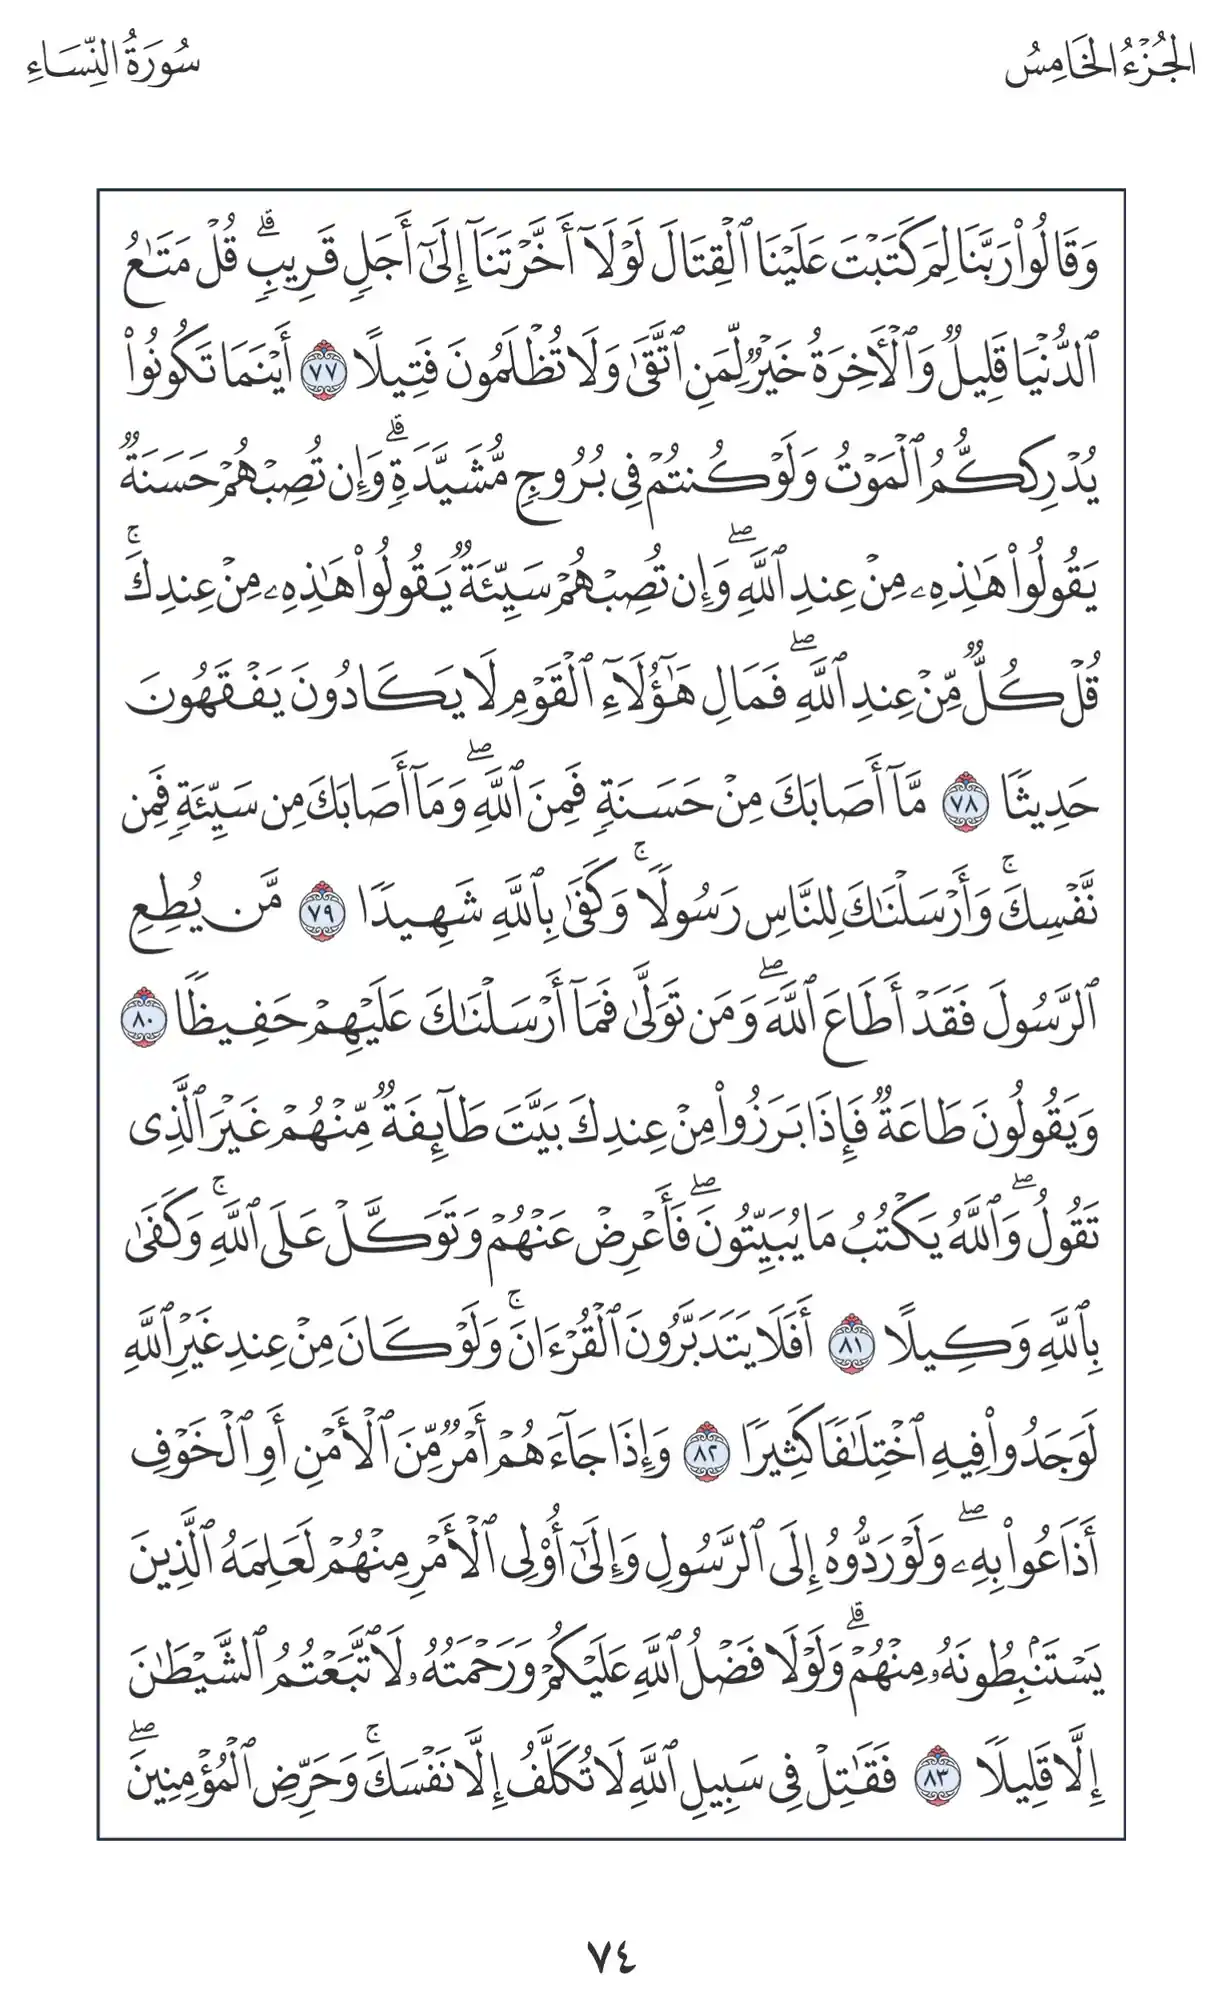 الجُزْءُ الخَامِسُ
سُورَةُ النِّسَاءِ
وَقَالُواْ رَبَّنَا لِمَ كَتَبْتَ عَلَيْنَا ٱلْقِتَالَ لَوْلَآ أَخَّرْتَنَآ إِلَىٰٓ أَجَلٖ قَرِيبٖۗ قُلْ مَتَٰعُ
ٱلدُّنْيَا قَلِيلٞ وَٱلْأٓخِرَةُ خَيْرٞ لِّمَنِ ٱتَّقَىٰ وَلَا تُظْلَمُونَ فَتِيلًا ٧٧ أَيْنَمَا تَكُونُواْ
يُدْرِككُّمُ ٱلْمَوْتُ وَلَوْ كُنتُمْ فِى بُرُوجٖ مُّشَيَّدَةٖۗ وَإِن تُصِبْهُمْ حَسَنَةٞ
يَقُولُواْ هَٰذِهِۦ مِنْ عِندِ ٱللَّهِۖ وَإِن تُصِبْهُمْ سَيِّئَةٞ يَقُولُواْ هَٰذِهِۦ مِنْ عِندِكَۚ
قُلْ كُلّٞ مِّنْ عِندِ ٱللَّهِۖ فَمَالِ هَٰٓؤُلَآءِ ٱلْقَوْمِ لَا يَكَادُونَ يَفْقَهُونَ
حَدِيثٗا ٧٨ مَّآ أَصَابَكَ مِنْ حَسَنَةٖ فَمِنَ ٱللَّهِۖ وَمَآ أَصَابَكَ مِن سَيِّئَةٖ فَمِن
نَّفْسِكَۚ وَأَرْسَلْنَٰكَ لِلنَّاسِ رَسُولٗاۚ وَكَفَىٰ بِٱللَّهِ شَهِيدٗا ٧٩ مَّن يُطِعِ
ٱلرَّسُولَ فَقَدْ أَطَاعَ ٱللَّهَۖ وَمَن تَوَلَّىٰ فَمَآ أَرْسَلْنَٰكَ عَلَيْهِمْ حَفِيظٗا ٨٠
وَيَقُولُونَ طَاعَةٞ فَإِذَا بَرَزُواْ مِنْ عِندِكَ بَيَّتَ طَآئِفَةٞ مِّنْهُمْ غَيْرَ ٱلَّذِى
تَقُولُۖ وَٱللَّهُ يَكْتُبُ مَا يُبَيِّتُونَۖ فَأَعْرِضْ عَنْهُمْ وَتَوَكَّلْ عَلَى ٱللَّهِۚ وَكَفَىٰ
بِٱللَّهِ وَكِيلًا ٨١ أَفَلَا يَتَدَبَّرُونَ ٱلْقُرْءَانَۚ وَلَوْ كَانَ مِنْ عِندِ غَيْرِ ٱللَّهِ
لَوَجَدُواْ فِيهِ ٱخْتِلَٰفٗا كَثِيرٗا ٨٢ وَإِذَا جَآءَهُمْ أَمْرٞ مِّنَ ٱلْأَمْنِ أَوِ ٱلْخَوْفِ
أَذَاعُواْ بِهِۦۖ وَلَوْ رَدُّوهُ إِلَى ٱلرَّسُولِ وَإِلَىٰٓ أُوْلِى ٱلْأَمْرِ مِنْهُمْ لَعَلِمَهُ ٱلَّذِينَ
يَسْتَنۢبِطُونَهُۥ مِنْهُمْۗ وَلَوْلَا فَضْلُ ٱللَّهِ عَلَيْكُمْ وَرَحْمَتُهُۥ لَٱتَّبَعْتُمُ ٱلشَّيْطَٰنَ
إِلَّا قَلِيلٗا ٨٣ فَقَٰتِلْ فِى سَبِيلِ ٱللَّهِ لَا تُكَلَّفُ إِلَّا نَفْسَكَۚ وَحَرِّضِ ٱلْمُؤْمِنِينَۖ
٧٤